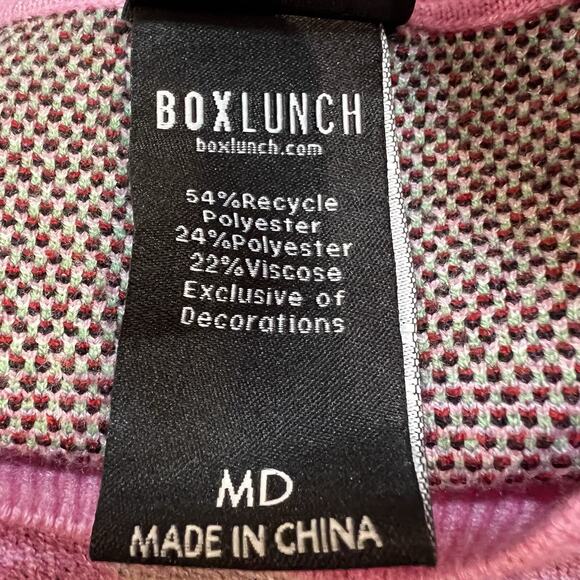 BOXLUNCH
boxlunch.com
54%Recycle
Polyester
24%Polyester
22%Viscose
Exclusive of
Decorations
MD
MADE IN CHINA